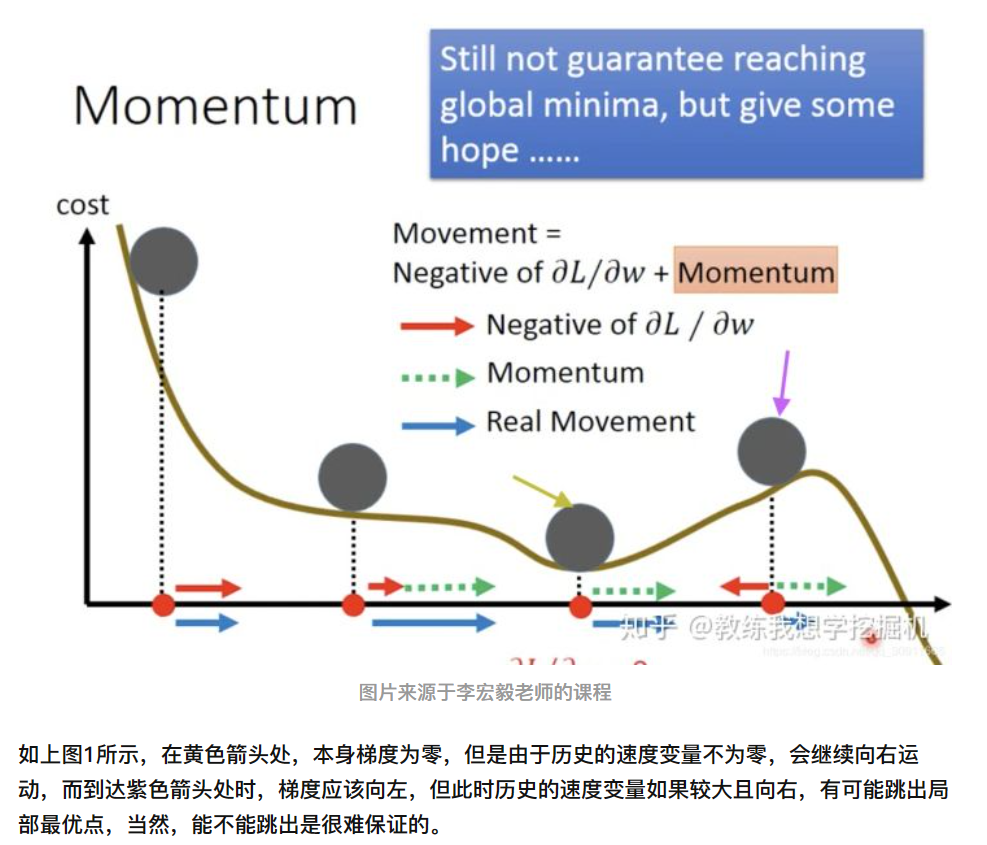 Momentum
Still not guarantee reaching
global minima, but give some
hope ……
cost
Movement =
Negative of ∂L/∂w + Momentum
Negative of ∂L / ∂w
Momentum
Real Movement
知乎 @教练我想学挖掘机
图片来源于李宏毅老师的课程
如上图1所示，在黄色箭头处，本身梯度为零，但是由于历史的速度变量不为零，会继续向右运
动，而到达紫色箭头处时，梯度应该向左，但此时历史的速度变量如果较大且向右，有可能跳出局
部最优点，当然，能不能跳出是很难保证的。